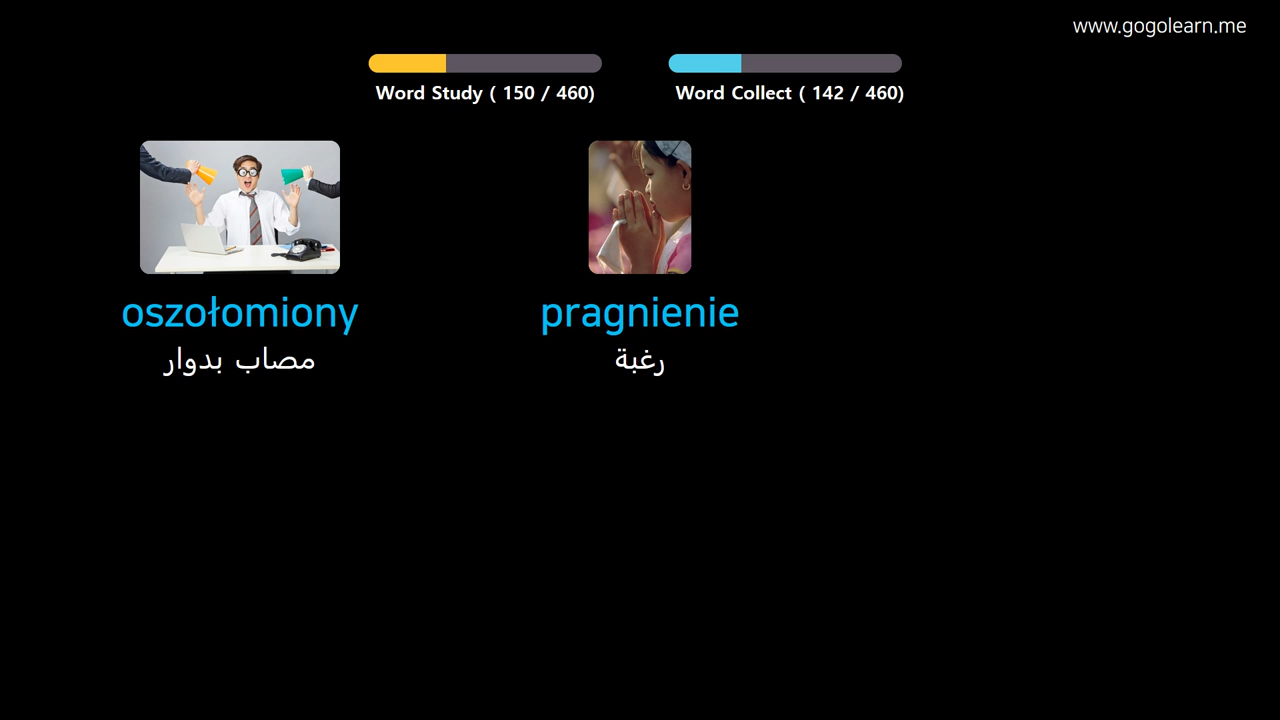 www.gogolearn.me
Word Study ( 150 / 460)
Word Collect ( 142 / 460)
oszołomiony
مصاب بدوار
pragnienie
رغبة